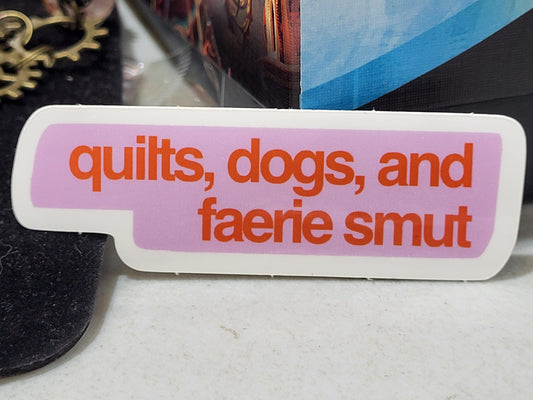 quilts, dogs, and
faerie smut